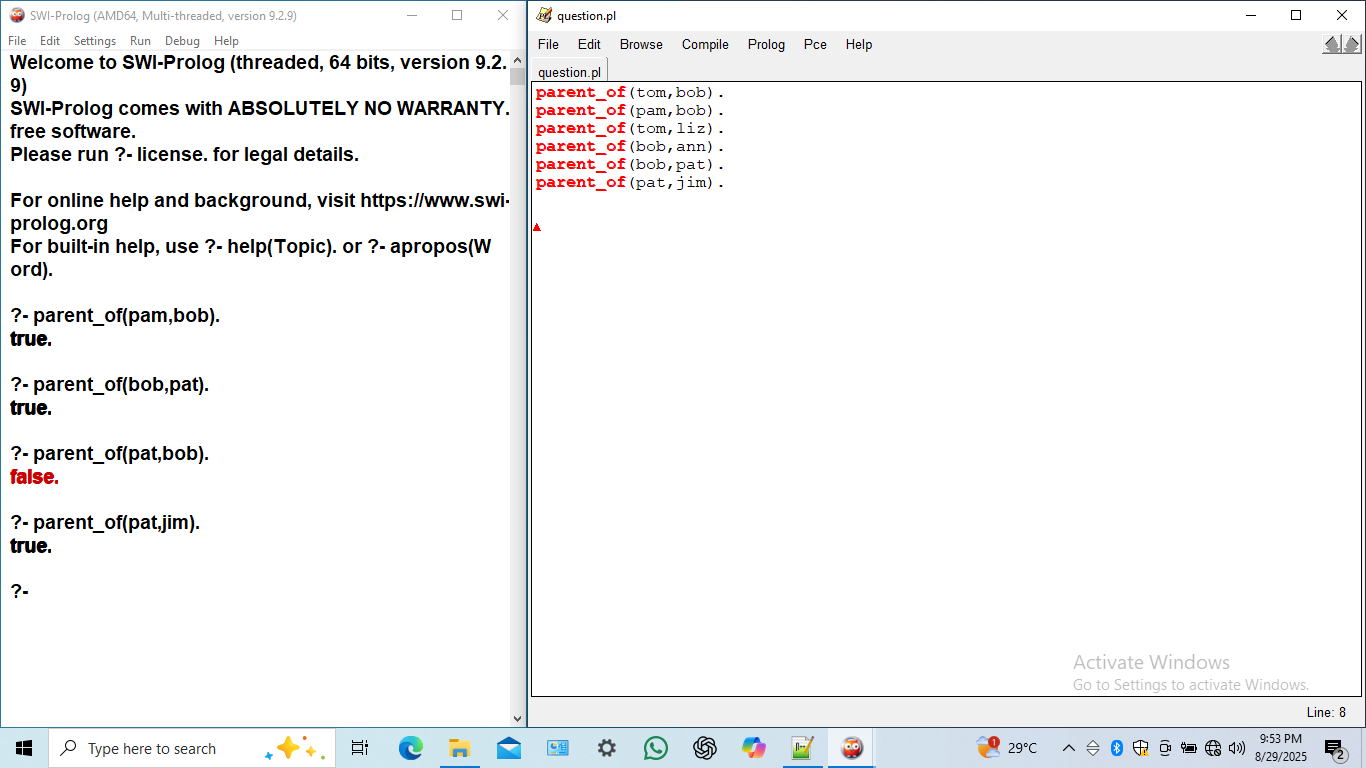 SWI-Prolog (AMD64, Multi-threaded, version 9.2.9)
File Edit Settings Run Debug Help
Welcome to SWI-Prolog (threaded, 64 bits, version 9.2.
9)
SWI-Prolog comes with ABSOLUTELY NO WARRANTY.
free software.
Please run ?- license. for legal details.
For online help and background, visit https://www.swi-
prolog.org
For built-in help, use ?- help(Topic). or ?- apropos(W
ord).
?- parent_of(pam,bob).
true.
?- parent_of(bob,pat).
true.
?- parent_of(pat,bob).
false.
?- parent_of(pat,jim).
true.
?-
question.pl
File Edit Browse Compile Prolog Pce Help
question.pl
parent_of(tom,bob).
parent_of(pam,bob).
parent_of(tom,liz).
parent_of(bob,ann).
parent_of(bob,pat).
parent_of(pat,jim).
Activate Windows
Go to Settings to activate Windows.
Line: 8
Type here to search
1
29°C
9:53 PM
8/29/2025
2